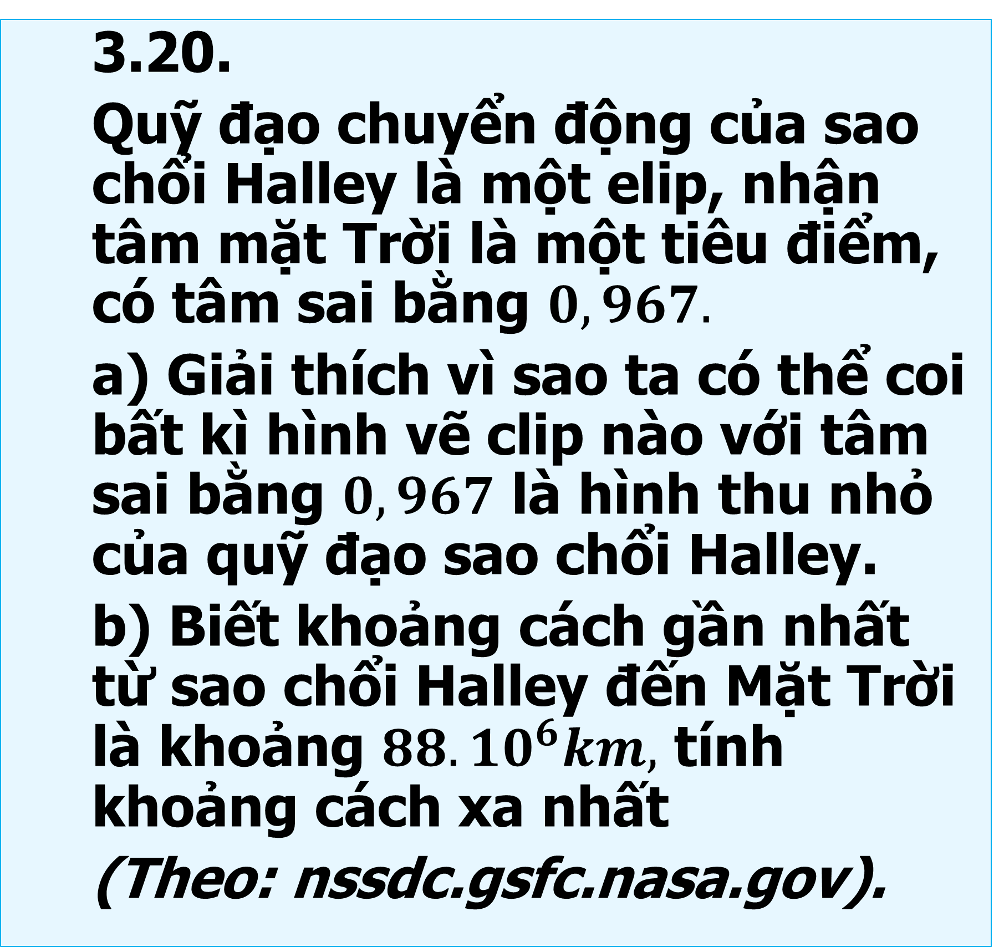 3.20.
Quỹ đạo chuyển động của sao
chổi Halley là một elip, nhận
tâm mặt Trời là một tiêu điểm,
có tâm sai bằng 0,967.
a) Giải thích vì sao ta có thể coi
bất kì hình vẽ clip nào với tâm
sai bằng 0,967 là hình thu nhỏ
của quỹ đạo sao chổi Halley.
b) Biết khoảng cách gần nhất
từ sao chổi Halley đến Mặt Trời
là khoảng 88.10⁶km, tính
khoảng cách xa nhất
(Theo: nssdc.gsfc.nasa.gov).